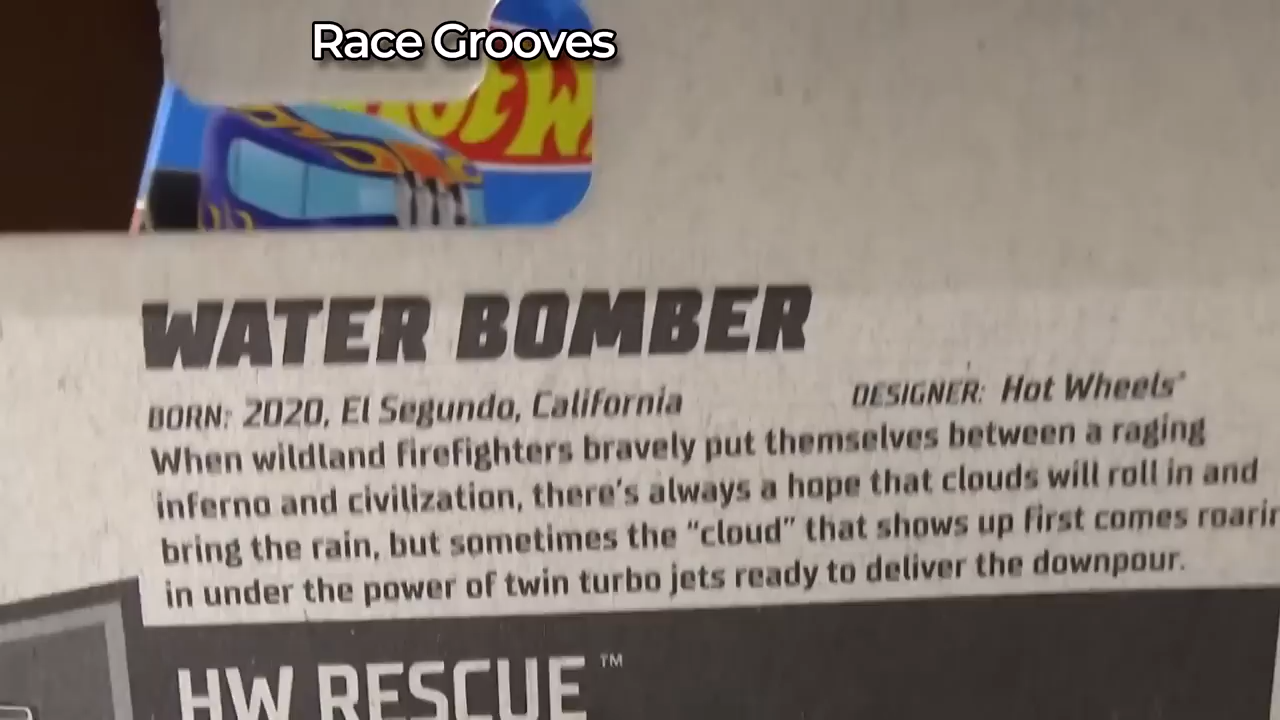 Race Grooves
WATER BOMBER
BORN: 2020, El Segundo, California DESIGNER: Hot Wheels®
When wildland firefighters bravely put themselves between a raging
inferno and civilization, there's always a hope that clouds will roll in and
bring the rain, but sometimes the "cloud" that shows up first comes roarin
in under the power of twin turbo jets ready to deliver the downpour.
HW RESCUE™